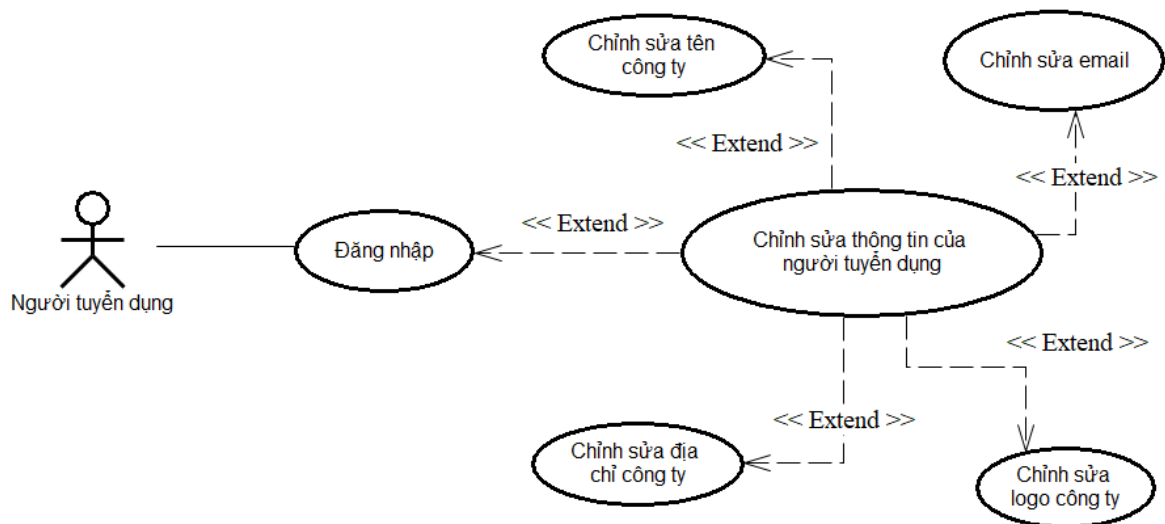 Chỉnh sửa tên
công ty
Chỉnh sửa email
<< Extend >>
<< Extend >>
<< Extend >>
Đăng nhập
Chỉnh sửa thông tin của
người tuyển dụng
Người tuyển dụng
<< Extend >>
<< Extend >>
Chỉnh sửa địa
chỉ công ty
Chỉnh sửa
logo công ty